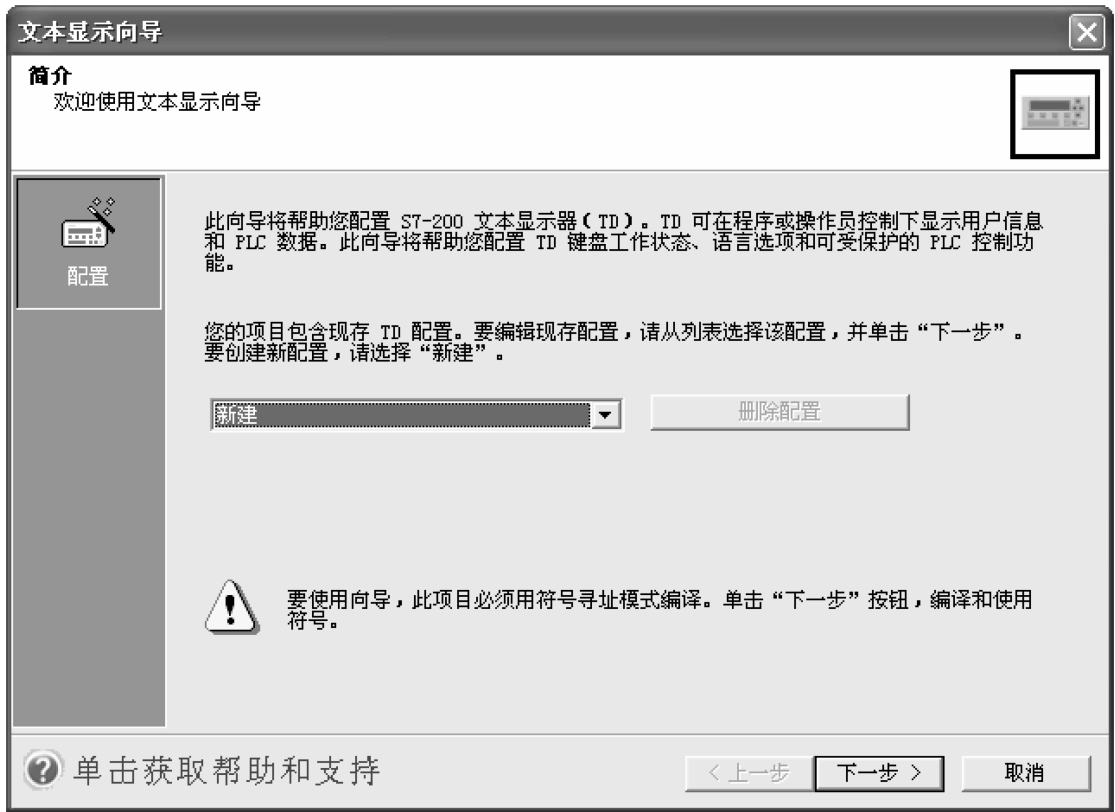 文本显示向导
简介
欢迎使用文本显示向导
配置
此向导将帮助您配置 S7-200 文本显示器(TD)。TD 可在程序或操作员控制下显示用户信息
和 PLC 数据。此向导将帮助您配置 TD 键盘工作状态、语言选项和可受保护的 PLC 控制功
能。
您的项目包含现存 TD 配置。要编辑现存配置,请从列表选择该配置,并单击“下一步”。
要创建新配置,请选择“新建”。
新建
删除配置
要使用向导,此项目必须用符号寻址模式编译。单击“下一步”按钮,编译和使用
符号。
单击获取帮助和支持
< 上一步
下一步 >
取消